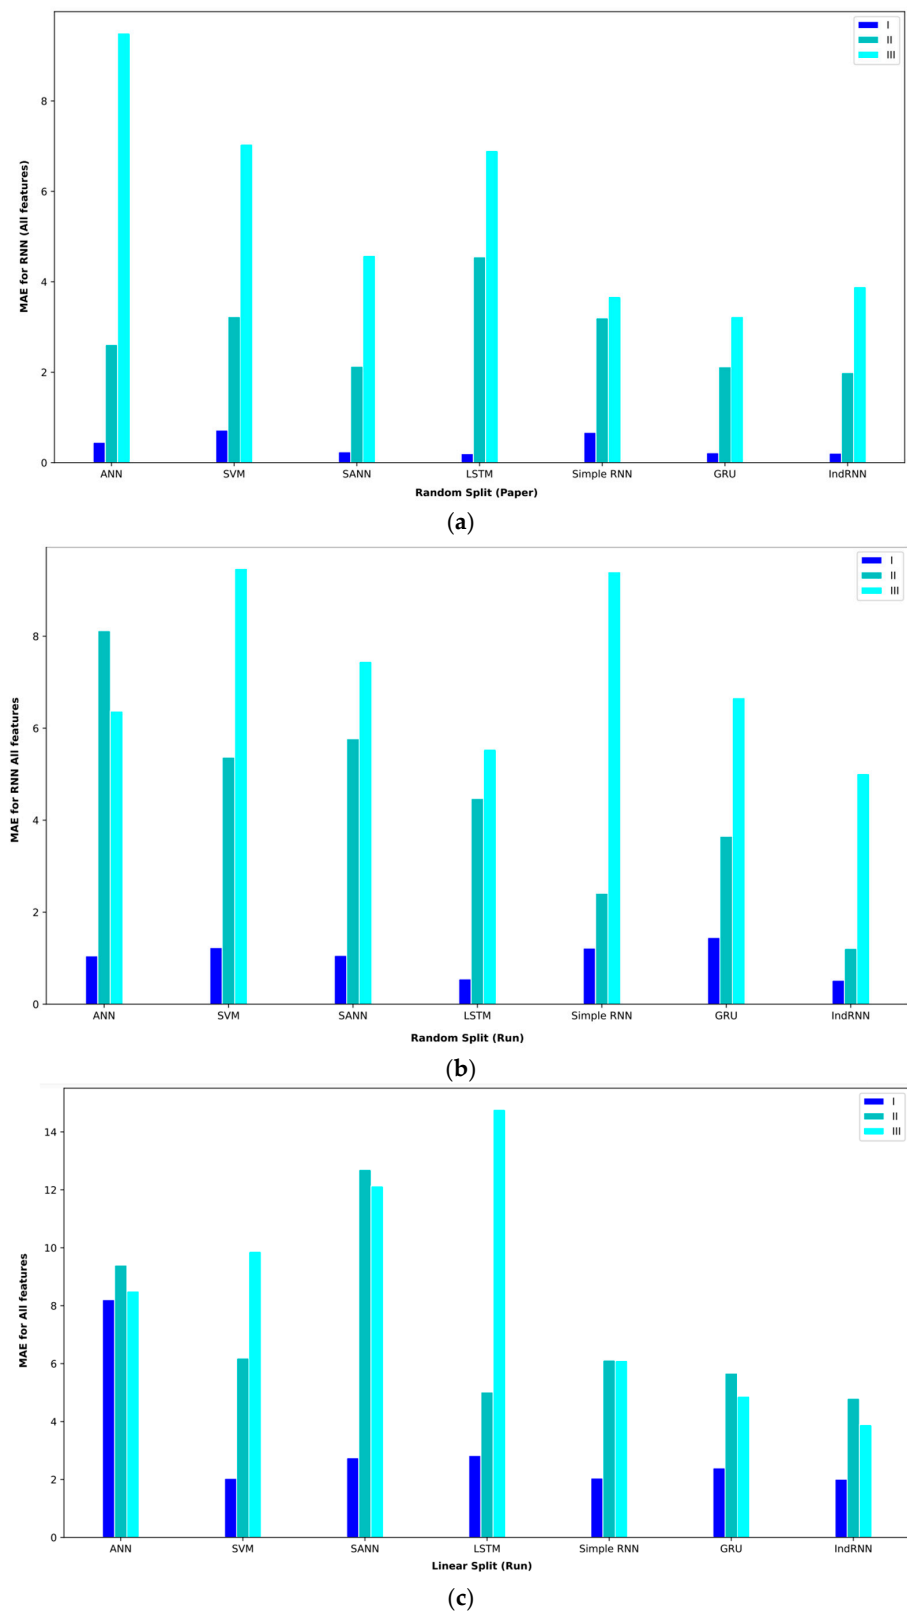 I
II
III
8
6
4
2
0
MAE for RNN (All features)
ANN SVM SANN LSTM Simple RNN GRU IndRNN
Random Split (Paper)
(a)
I
II
III
8
6
4
2
0
MAE for RNN All features
ANN SVM SANN LSTM Simple RNN GRU IndRNN
Random Split (Run)
(b)
I
II
III
14
12
10
8
6
4
2
0
MAE for All features
ANN SVM SANN LSTM Simple RNN GRU IndRNN
Linear Split (Run)
(c)